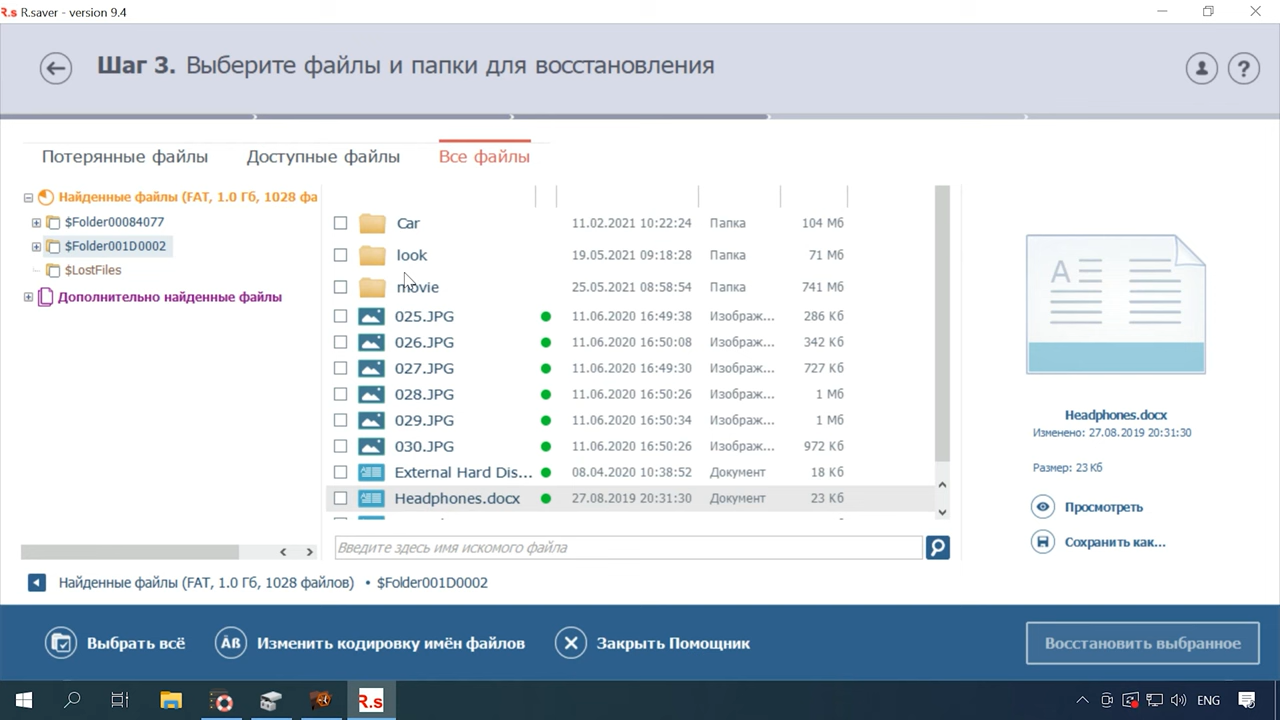 R.s R.saver - version 9.4
Шаг 3. Выберите файлы и папки для восстановления
?
Потерянные файлы Доступные файлы Все файлы
Найденные файлы (FAT, 1.0 Гб, 1028 фа
$Folder00084077
$Folder001D0002
$LostFiles
Дополнительно найденные файлы
Car 11.02.2021 10:22:24 Папка 104 Мб
look 19.05.2021 09:18:28 Папка 71 Мб
movie 25.05.2021 08:58:54 Папка 741 Мб
025.JPG 11.06.2020 16:49:38 Изображ... 286 Кб
026.JPG 11.06.2020 16:50:08 Изображ... 342 Кб
027.JPG 11.06.2020 16:49:30 Изображ... 727 Кб
028.JPG 11.06.2020 16:50:26 Изображ... 1 Мб
029.JPG 11.06.2020 16:50:34 Изображ... 1 Мб
030.JPG 11.06.2020 16:50:26 Изображ... 972 Кб
External Hard Dis... 08.04.2020 10:38:52 Документ 18 Кб
Headphones.docx 27.08.2019 20:31:30 Документ 23 Кб
A
Headphones.docx
Изменено: 27.08.2019 20:31:30
Размер: 23 Кб
Просмотреть
Сохранить как...
Введите здесь имя искомого файла
Найденные файлы (FAT, 1.0 Гб, 1028 файлов) • $Folder001D0002
Выбрать всё Äß Изменить кодировку имён файлов Закрыть Помощник Восстановить выбранное
R.s ENG